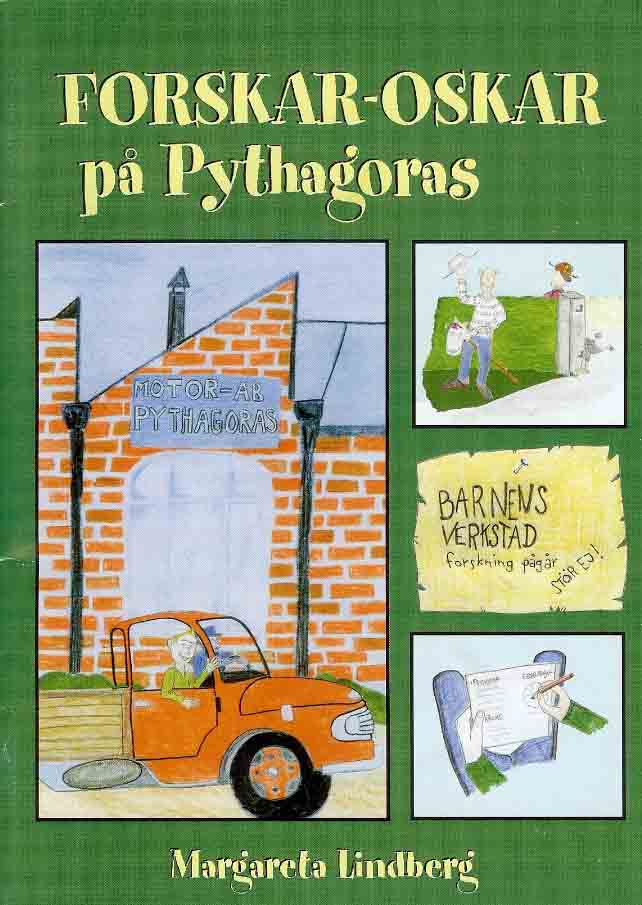 FORSKAR-OSKAR
på Pythagoras
MOTOR-AB
PYTHAGORAS
BARNENS
VERKSTAD
forskning pågår
STÖR EJ!
Margareta Lindberg